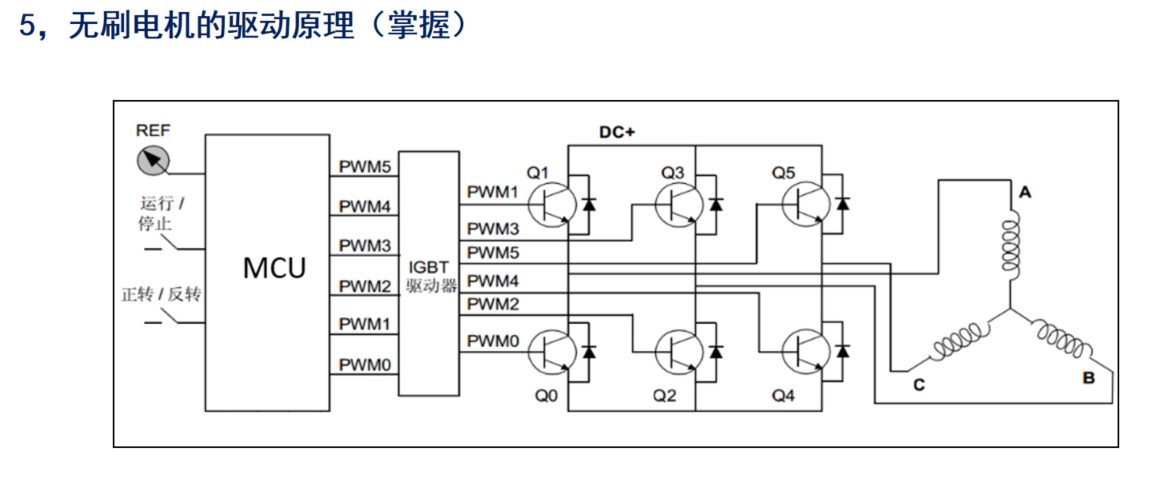 5，无刷电机的驱动原理（掌握）
REF
运行 /
停止
正转 / 反转
MCU
PWM5
PWM4
PWM3
PWM2
PWM1
PWM0
IGBT
驱动器
PWM1
PWM3
PWM5
PWM4
PWM2
PWM0
DC+
Q1
Q3
Q5
Q0
Q2
Q4
A
C
B